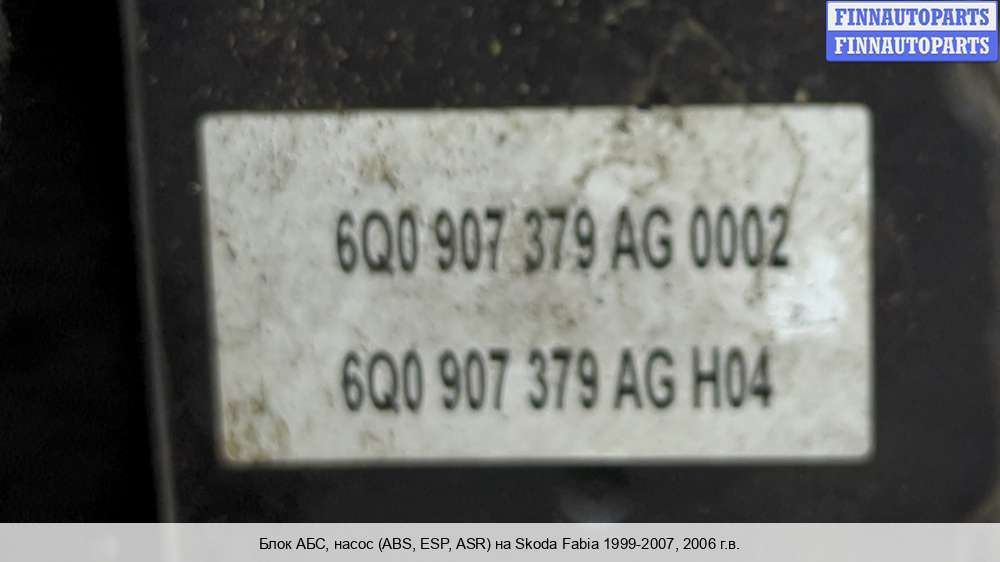 FINNAUTOPARTS
FINNAUTOPARTS
6Q0 907 379 AG 0002
6Q0 907 379 AG H04
Блок АБС, насос (ABS, ESP, ASR) на Skoda Fabia 1999-2007, 2006 г.в.